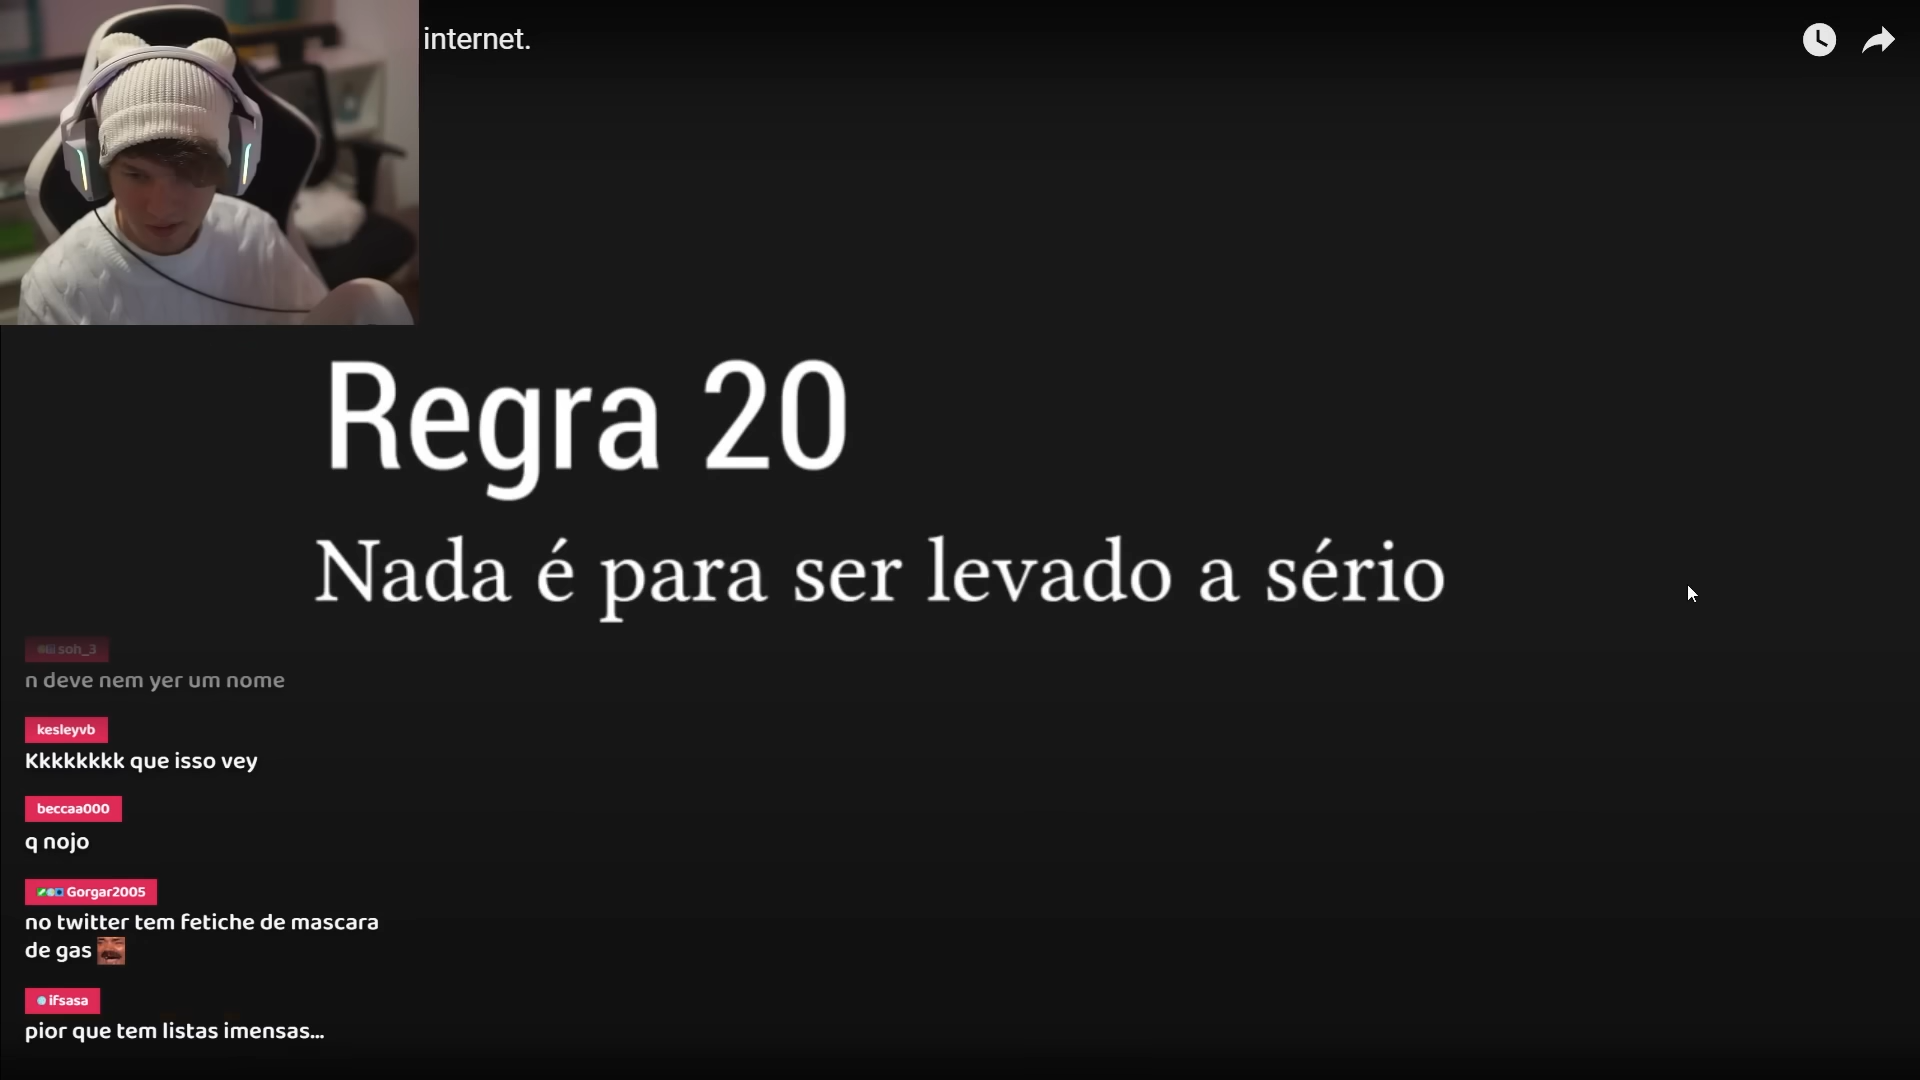 internet.
Regra 20
Nada é para ser levado a sério
soh_3
n deve nem yer um nome
kesleyvb
Kkkkkkkk que isso vey
beccaa000
q nojo
Gorgar2005
no twitter tem fetiche de mascara
de gas
ifsasa
pior que tem listas imensas...